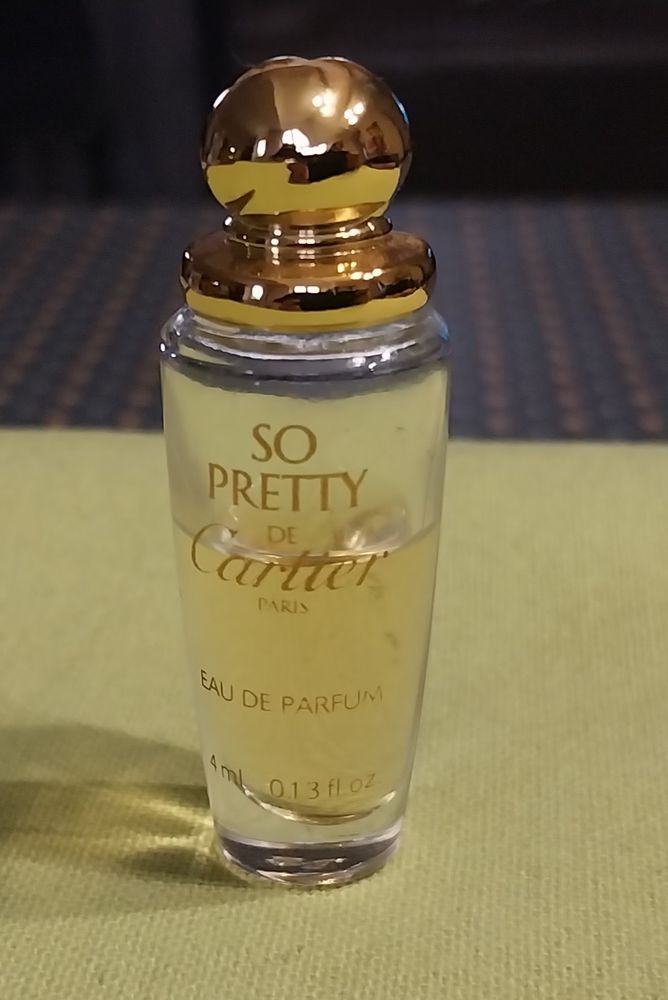 SO
PRETTY
DE
Cartier
PARIS
EAU DE PARFUM
4 ml 0.13 fl.oz.